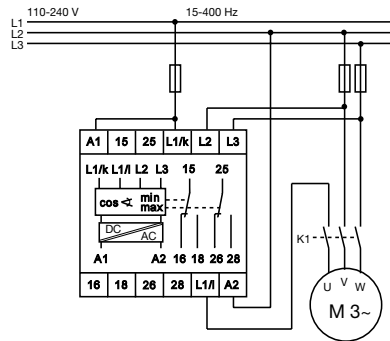 110-240 V 15-400 Hz
L1
L2
L3
A1 15 25 L1/k L2 L3
L1/k L1/l L2 L3 15 25
cos ∢ min
max
DC
AC
A1 A2 16 18 26 28
16 18 26 28 L1/l A2
K1
U V W
M 3~